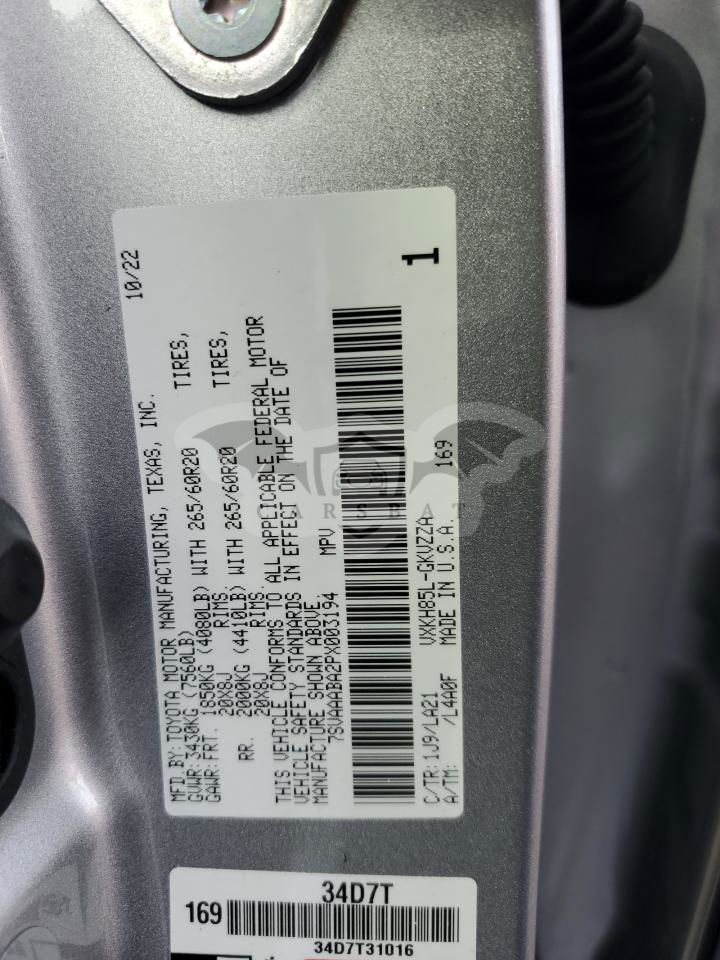 10/22
MFD.BY:TOYOTA MOTOR MANUFACTURING, TEXAS, INC.
GVWR:3430KG (7560LB)
GAWR:FRT. 1850KG (4080LB) WITH 265/60R20 TIRES,
20X8J RIMS
RR. 2000KG (4410LB) WITH 265/60R20 TIRES,
20X8J RIMS.
THIS VEHICLE CONFORMS TO ALL APPLICABLE FEDERAL MOTOR
VEHICLE SAFETY STANDARDS IN EFFECT ON THE DATE OF
MANUFACTURE SHOWN ABOVE.
7SVAAABA2PX003194 MPV
1
C/TR:1J9/LA21 VXKH85L-GKVZZA
A/TM: /L4A0F MADE IN U.S.A. 169
CARSBAT
34D7T
169
34D7T31016